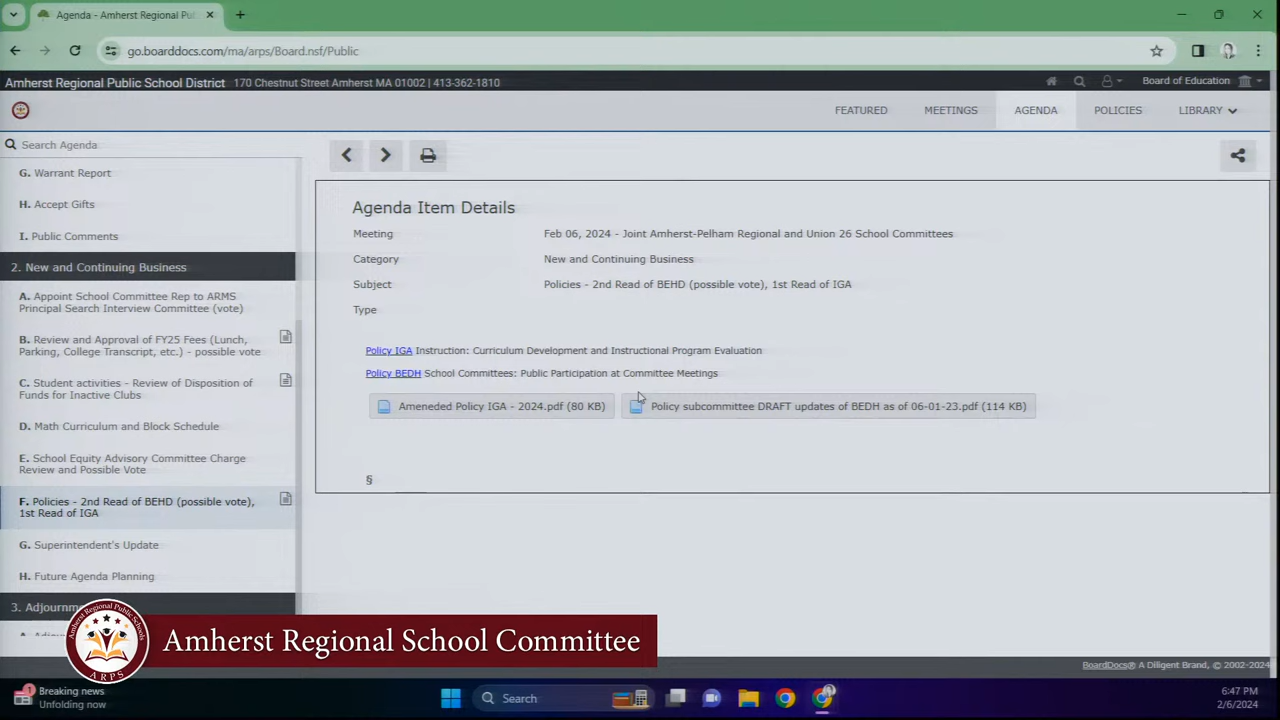 Agenda - Amherst Regional Pu
go.boarddocs.com/ma/arps/Board.nsf/Public
Amherst Regional Public School District 170 Chestnut Street Amherst MA 01002 | 413-362-1810
Board of Education
FEATURED MEETINGS AGENDA POLICIES LIBRARY
Search Agenda
G. Warrant Report
H. Accept Gifts
I. Public Comments
2. New and Continuing Business
A. Appoint School Committee Rep to ARMS
Principal Search Interview Committee (vote)
B. Review and Approval of FY25 Fees (Lunch,
Parking, College Transcript, etc.) - possible vote
C. Student activities - Review of Disposition of
Funds for Inactive Clubs
D. Math Curriculum and Block Schedule
E. School Equity Advisory Committee Charge
Review and Possible Vote
F. Policies - 2nd Read of BEHD (possible vote),
1st Read of IGA
G. Superintendent's Update
H. Future Agenda Planning
3. Adjournm
Agenda Item Details
Meeting Feb 06, 2024 - Joint Amherst-Pelham Regional and Union 26 School Committees
Category New and Continuing Business
Subject Policies - 2nd Read of BEHD (possible vote), 1st Read of IGA
Type
Policy IGA Instruction: Curriculum Development and Instructional Program Evaluation
Policy BEDH School Committees: Public Participation at Committee Meetings
Ameneded Policy IGA - 2024.pdf (80 KB) Policy subcommittee DRAFT updates of BEDH as of 06-01-23.pdf (114 KB)
§
Amherst Regional Public Schools
ARPS
Amherst Regional School Committee
BoardDocs® A Diligent Brand, © 2002-2024
1
Breaking news
Unfolding now
Search
6:47 PM
2/6/2024